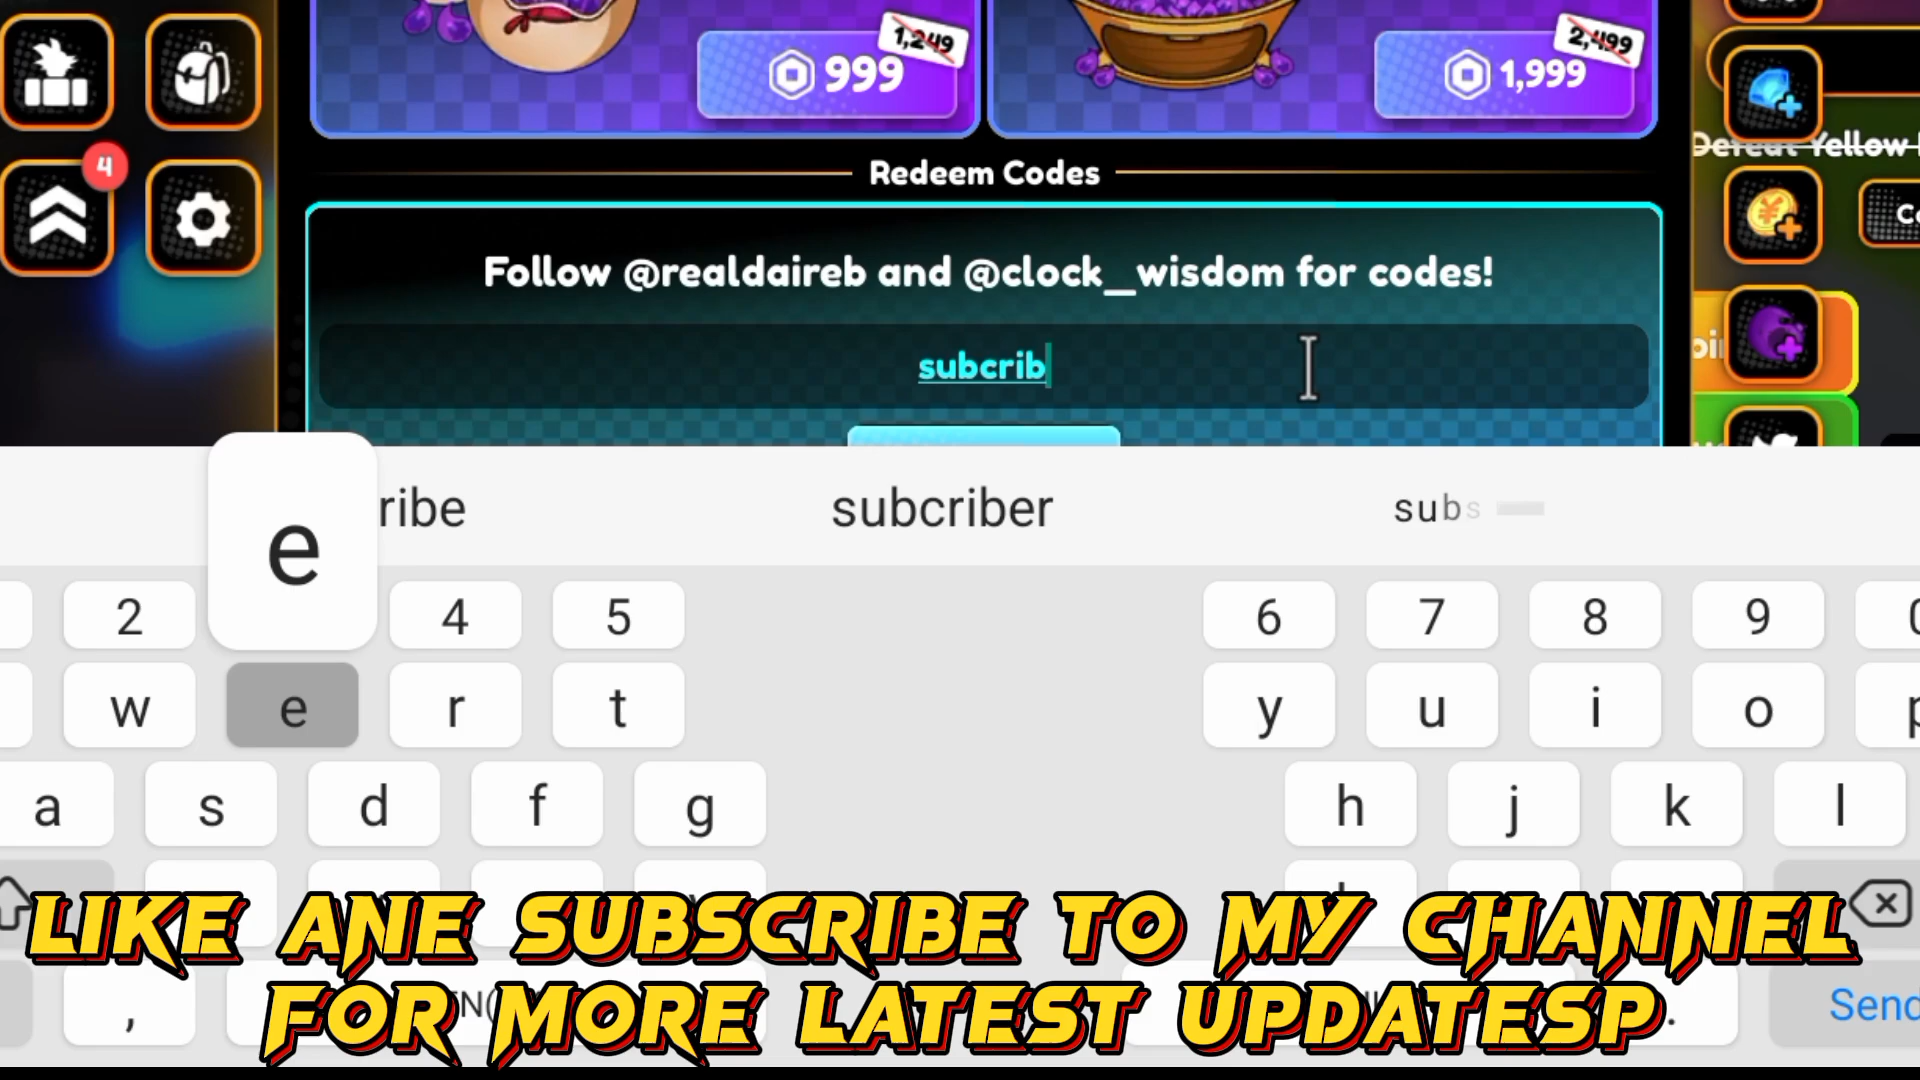 1,249
999
2,499
1,999
4
Redeem Codes
Defeat Yellow
Follow @realdaireb and @clock_wisdom for codes!
subcrib
e
ribe
subcriber
subs
2
4
5
6
7
8
9
w
e
r
t
y
u
i
o
p
a
s
d
f
g
h
j
k
l
LIKE ANE SUBSCRIBE TO MY CHANNEL
,
.
Send
FOR MORE LATEST UPDATESP